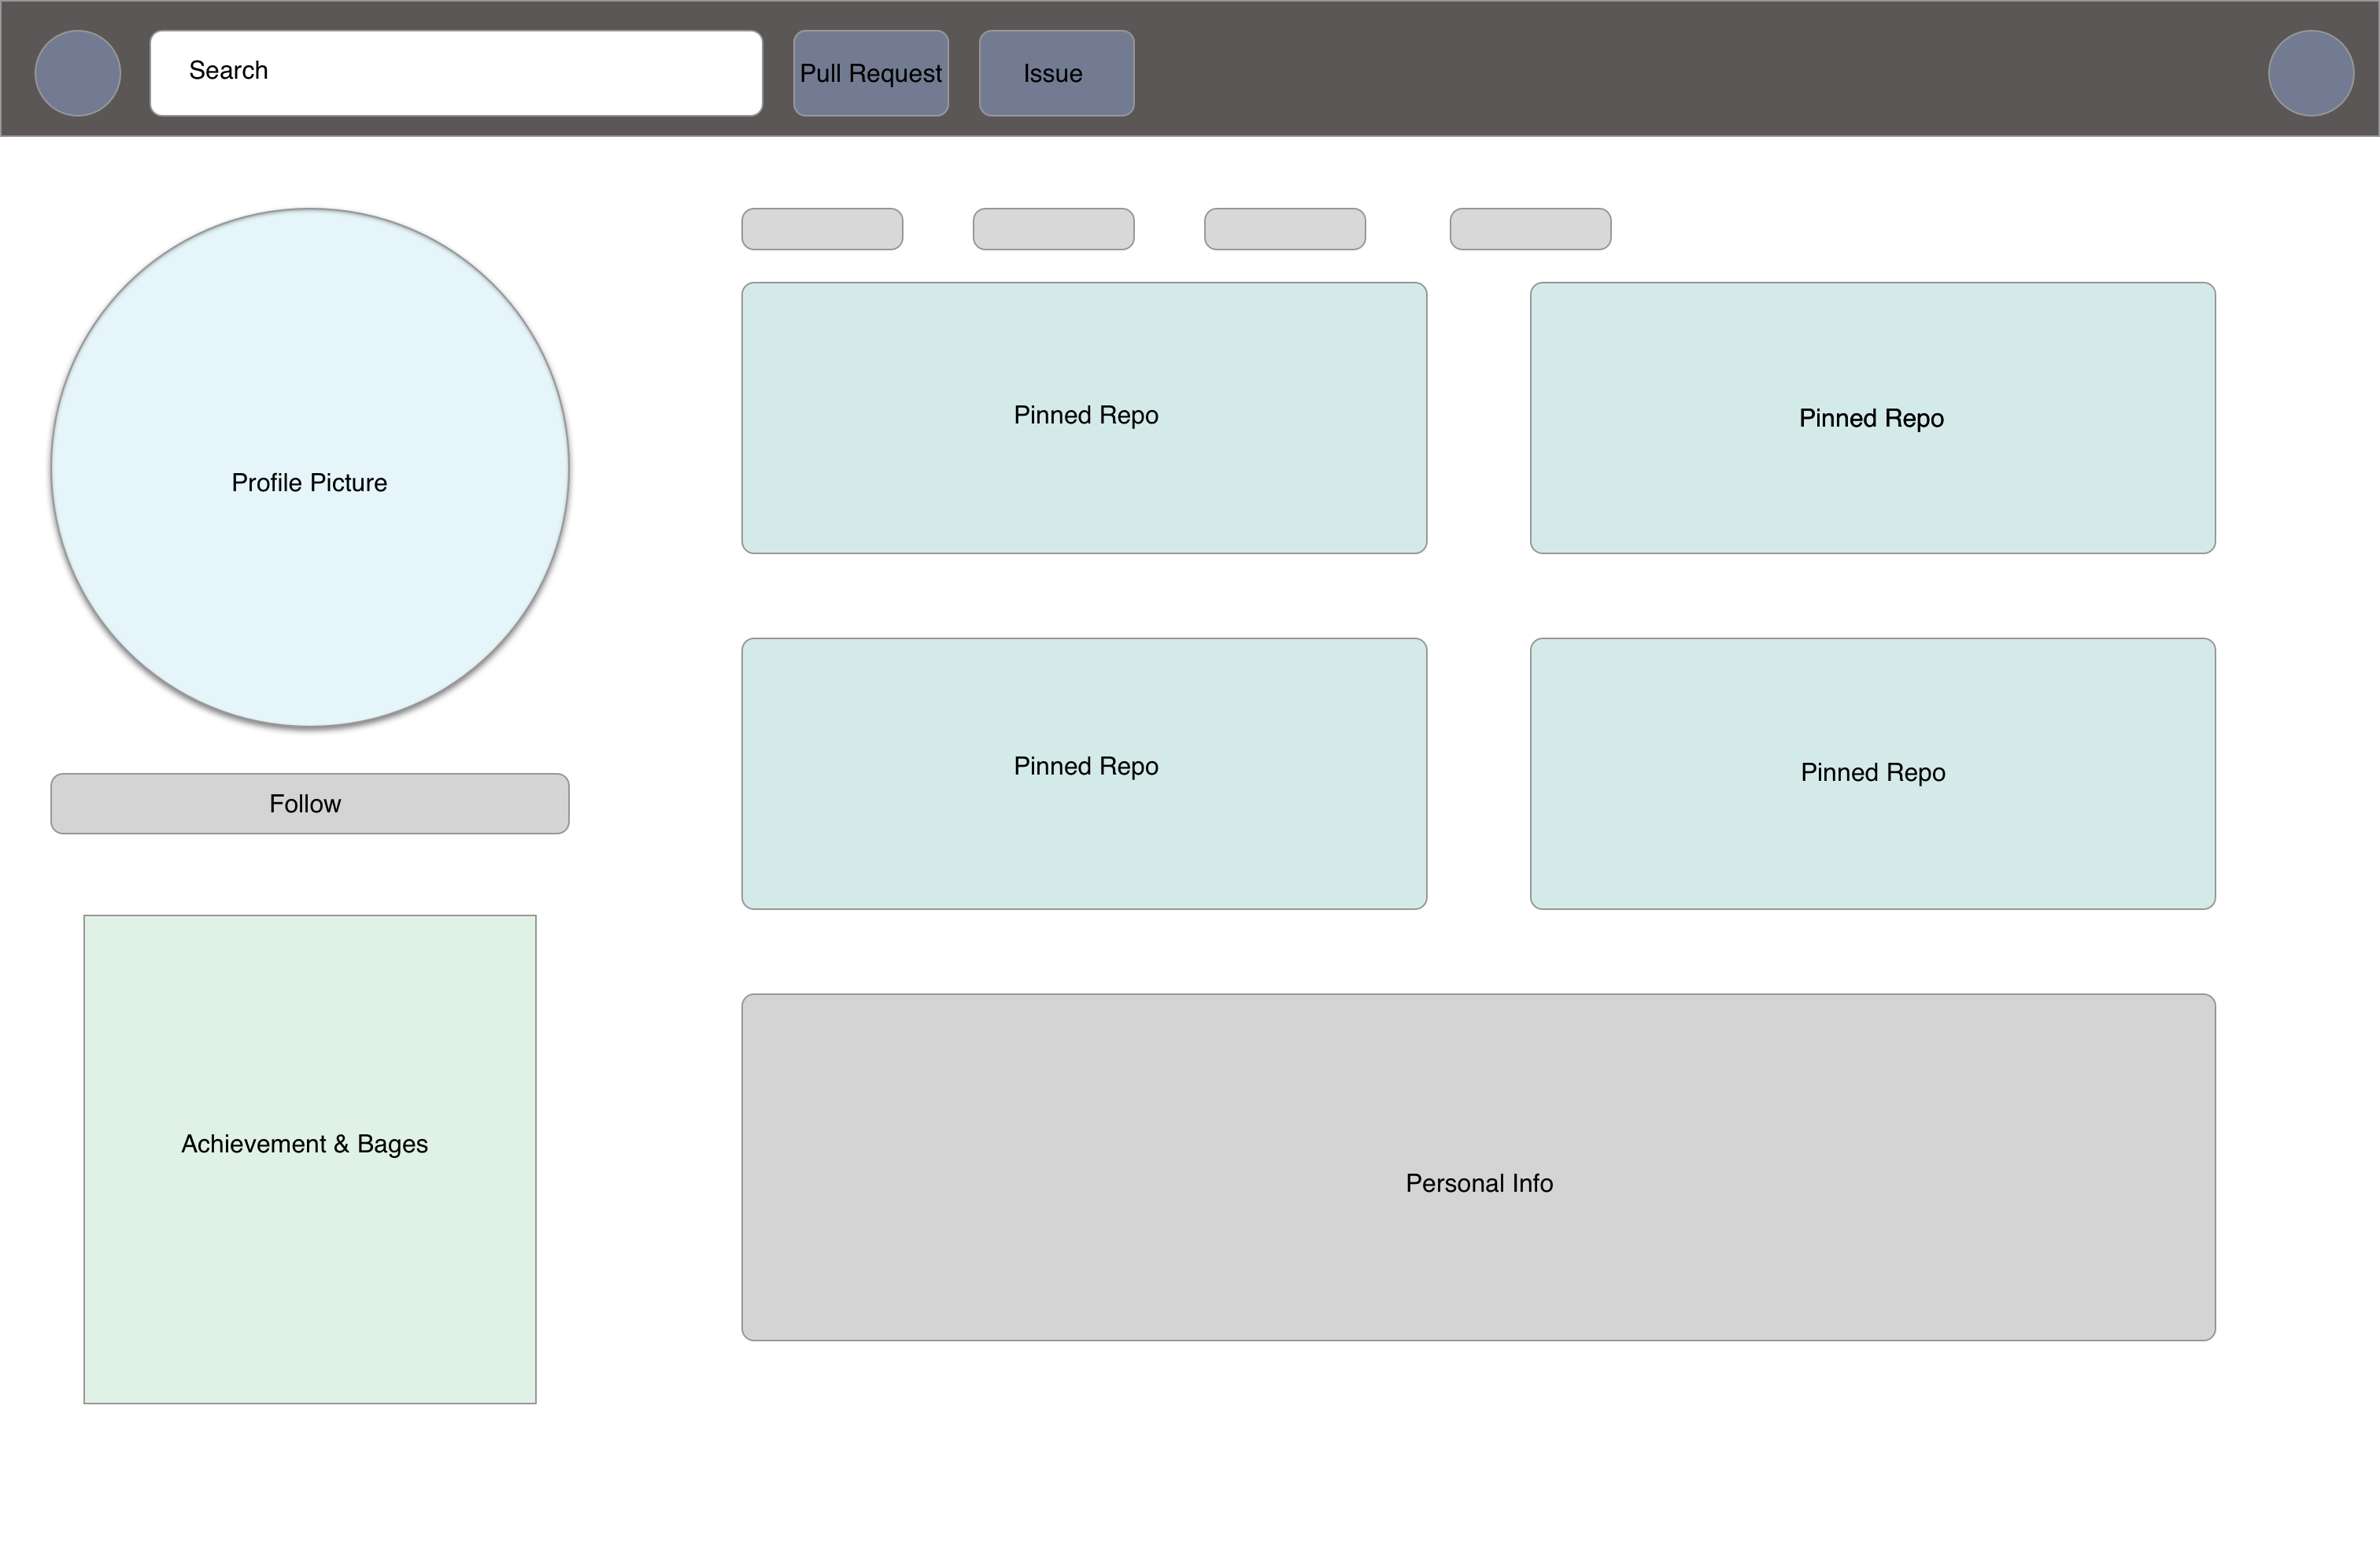 Search
Pull Request
Issue
Profile Picture
Follow
Achievement & Bages
Pinned Repo
Pinned Repo
Pinned Repo
Pinned Repo
Personal Info